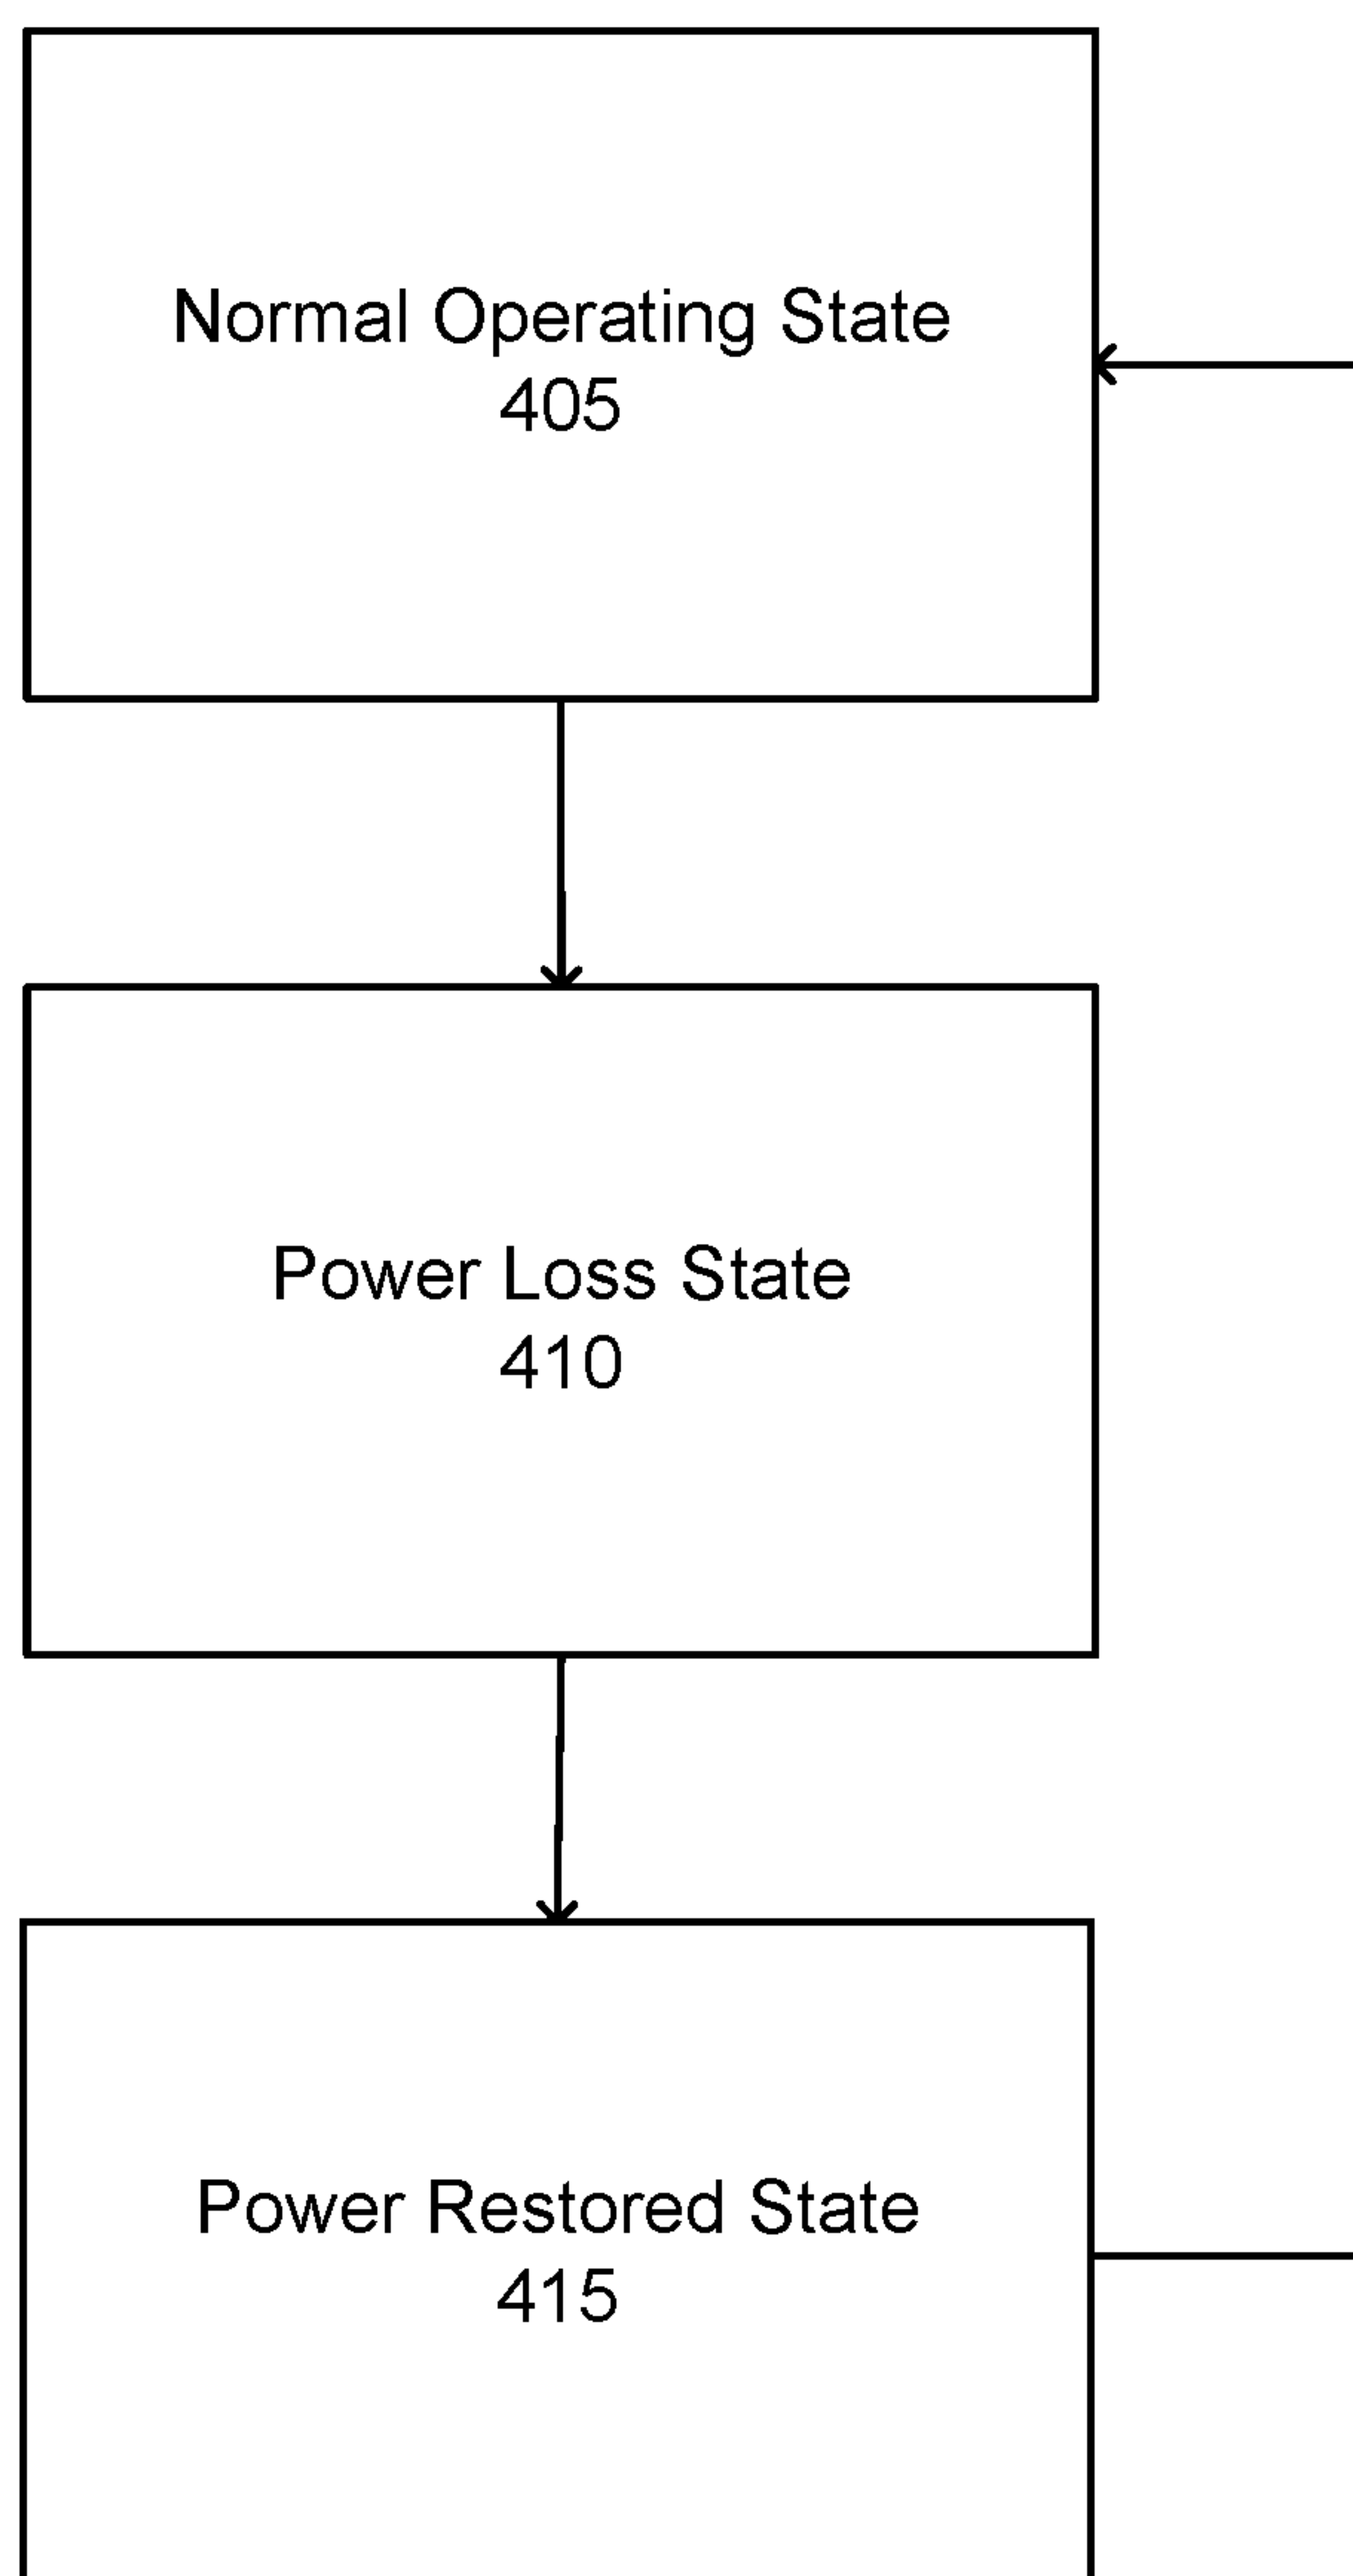 Normal Operating State
405
Power Loss State
410
Power Restored State
415